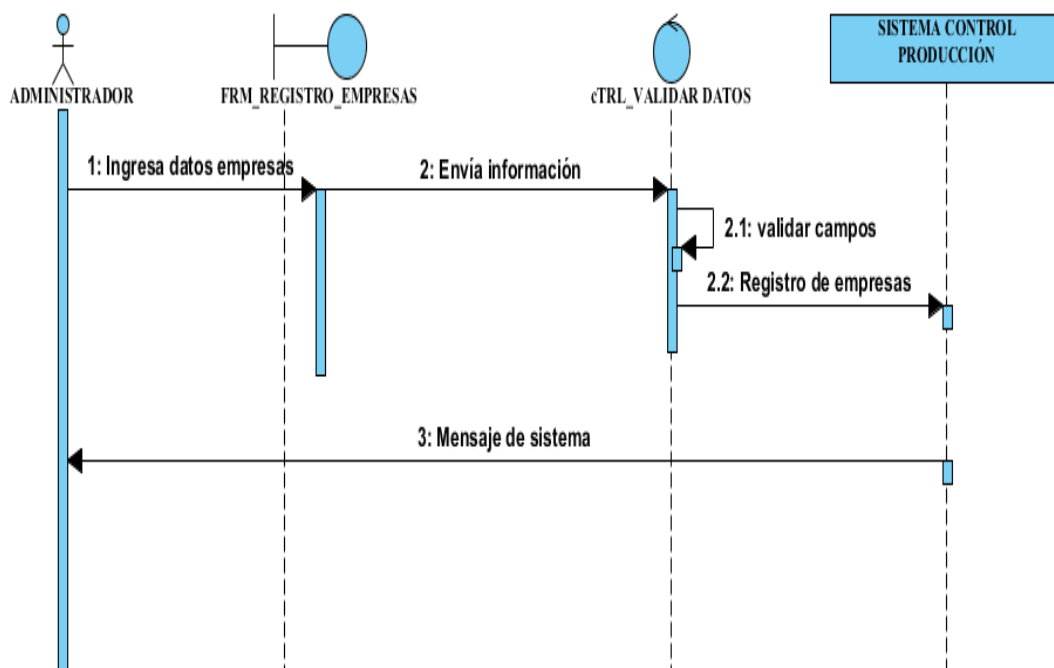 SISTEMA CONTROL
PRODUCCIÓN
ADMINISTRADOR
FRM_REGISTRO_EMPRESAS
cTRL_VALIDAR DATOS
1: Ingresa datos empresas
2: Envía información
2.1: validar campos
2.2: Registro de empresas
3: Mensaje de sistema